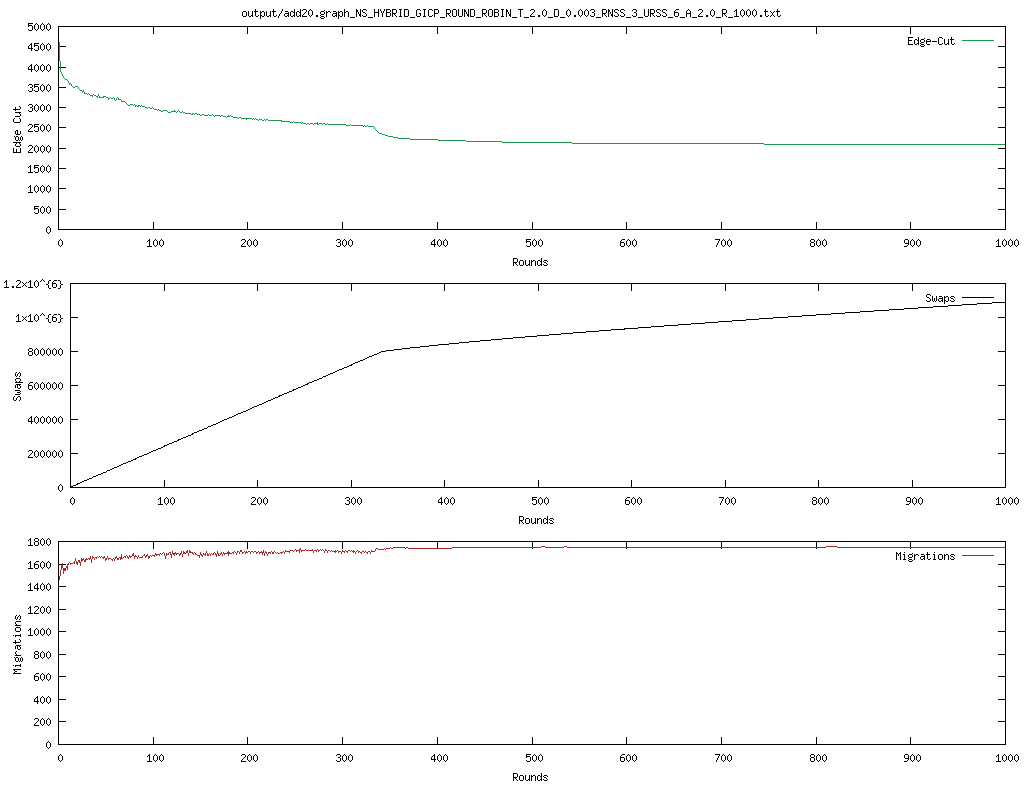 output/add20.graph_NS_HYBRID_GICP_ROUND_ROBIN_T_2.0_D_0.003_RNSS_3_URSS_6_A_2.0_R_1000.txt
5000
Edge-Cut
4500
4000
3500
3000
2500
2000
1500
1000
500
0
Edge Cut
0 100 200 300 400 500 600 700 800 900 1000
Rounds
1.2×10^{6}
Swaps
1×10^{6}
800000
600000
400000
200000
0
Swaps
0 100 200 300 400 500 600 700 800 900 1000
Rounds
1800
Migrations
1600
1400
1200
1000
800
600
400
200
0
Migrations
0 100 200 300 400 500 600 700 800 900 1000
Rounds